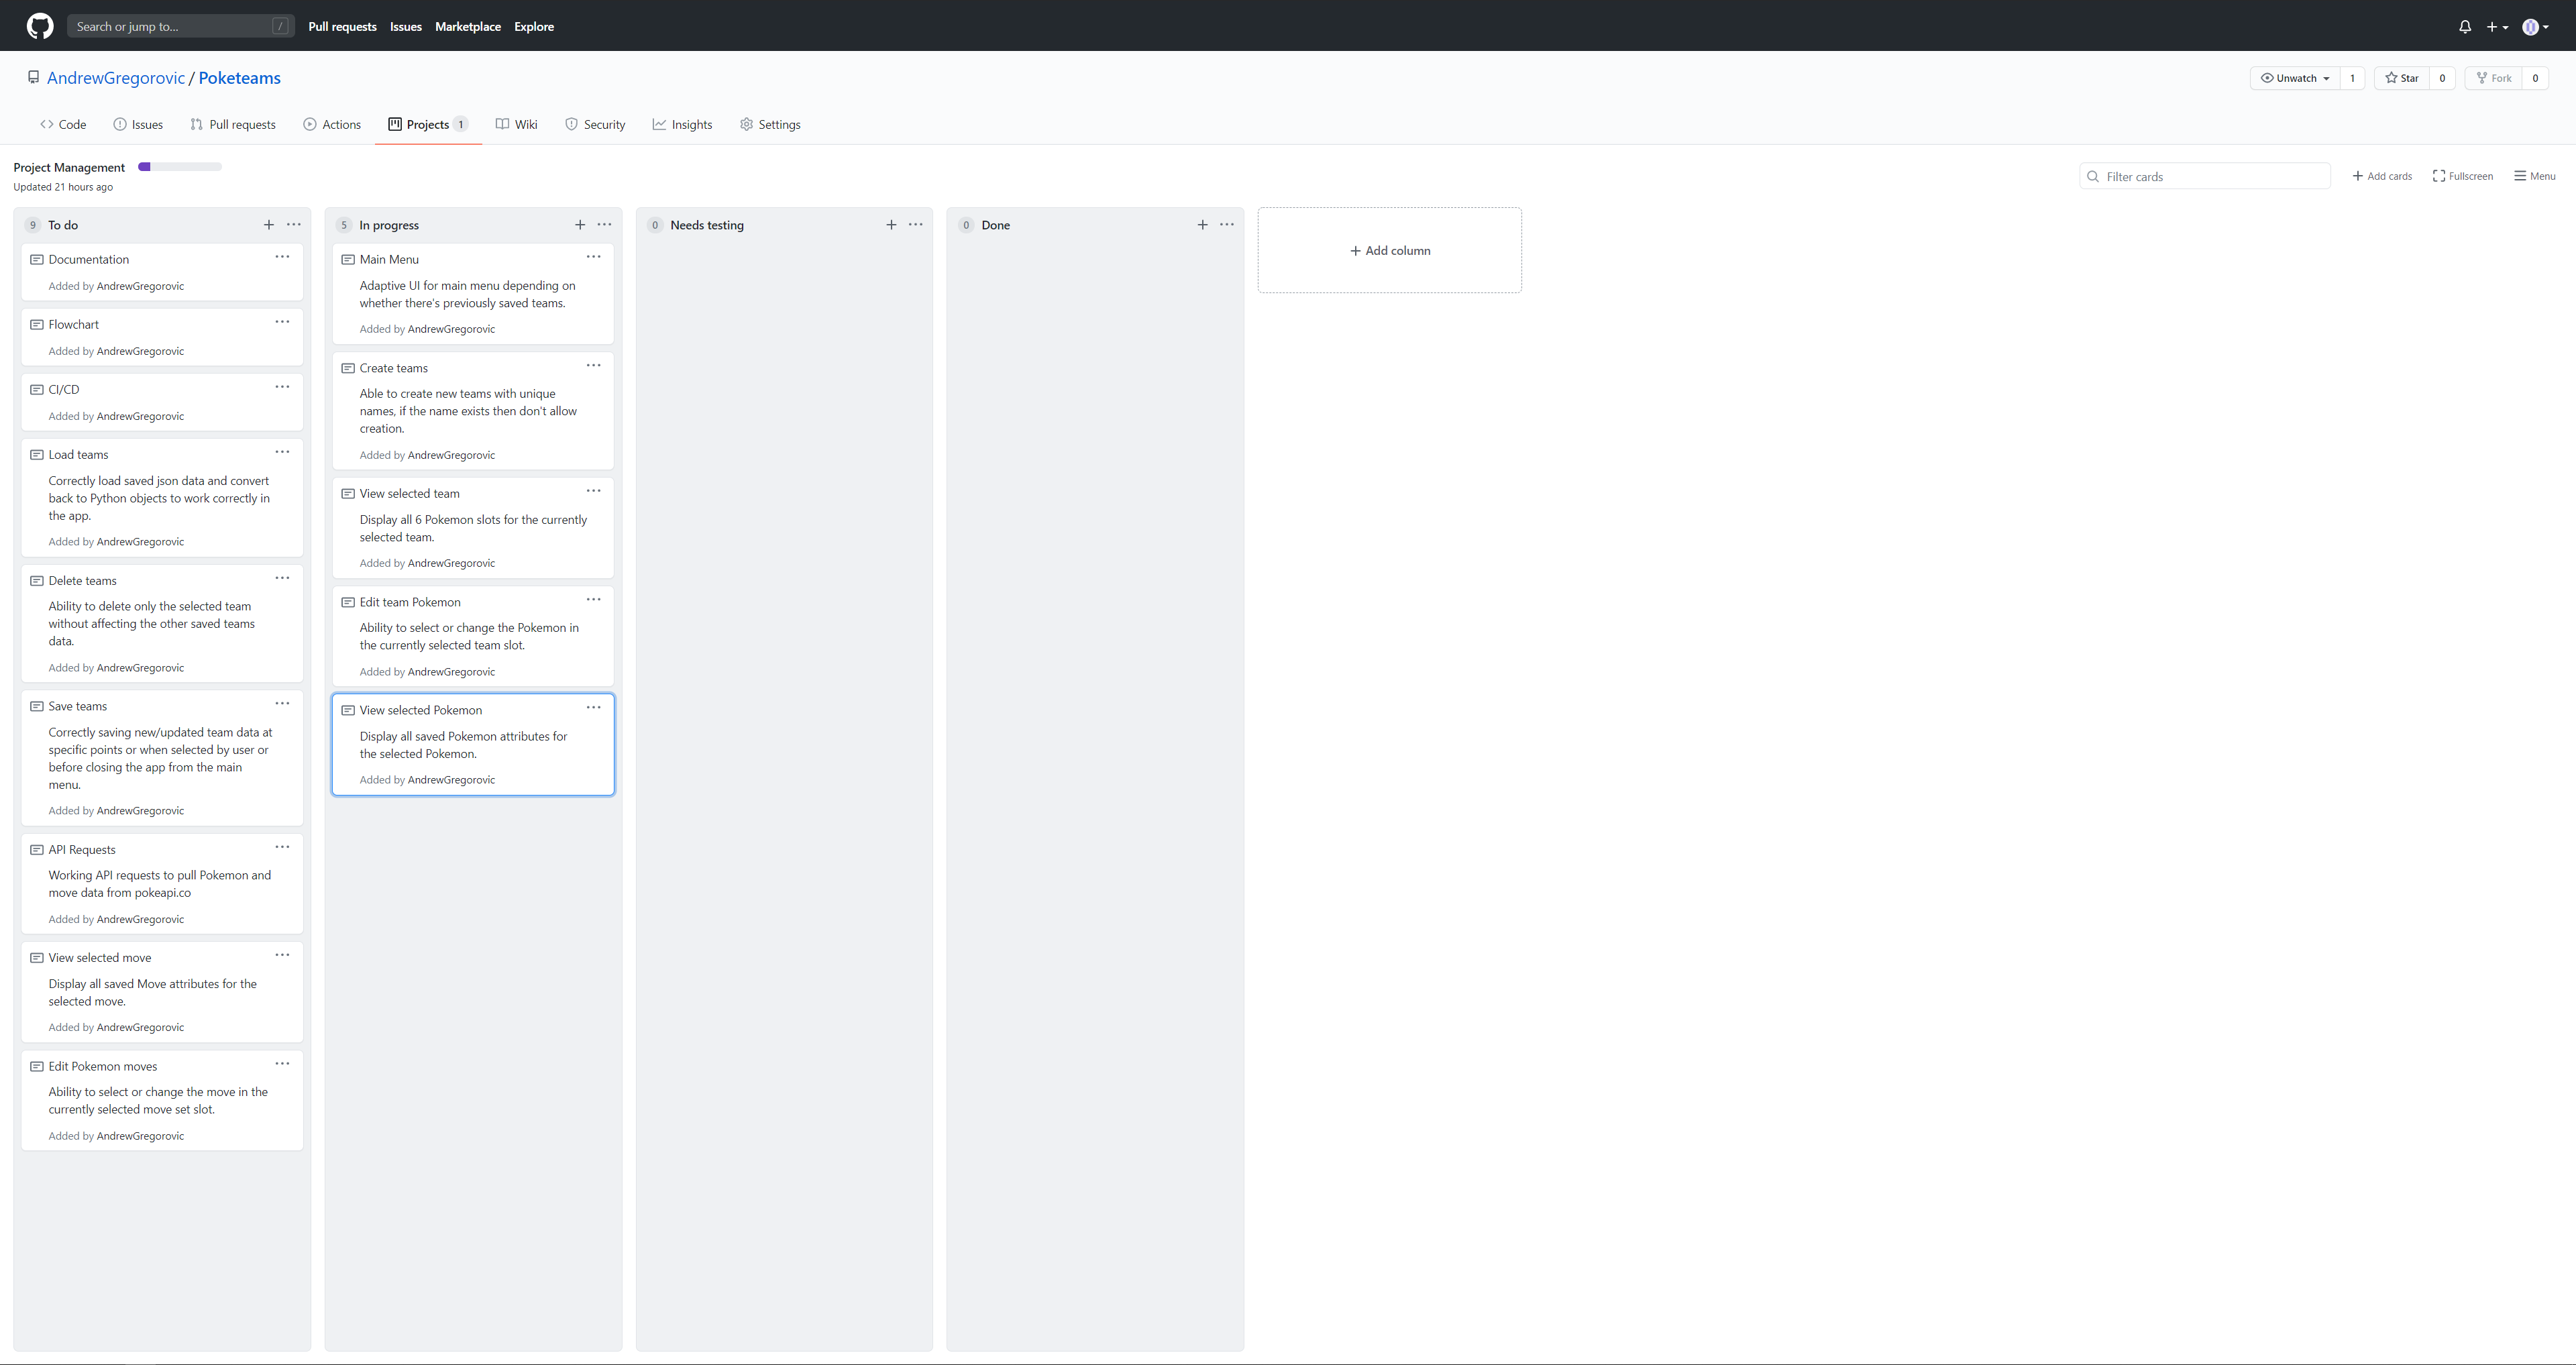 Search or jump to... /
Pull requests Issues Marketplace Explore
AndrewGregorovic / Poketeams
Unwatch 1 Star 0 Fork 0
Code Issues Pull requests Actions Projects 1 Wiki Security Insights Settings
Project Management
Updated 21 hours ago
Filter cards
Add cards Fullscreen Menu
9 To do
Documentation
Added by AndrewGregorovic
Flowchart
Added by AndrewGregorovic
CI/CD
Added by AndrewGregorovic
Load teams
Correctly load saved json data and convert
back to Python objects to work correctly in
the app.
Added by AndrewGregorovic
Delete teams
Ability to delete only the selected team
without affecting the other saved teams
data.
Added by AndrewGregorovic
Save teams
Correctly saving new/updated team data at
specific points or when selected by user or
before closing the app from the main
menu.
Added by AndrewGregorovic
API Requests
Working API requests to pull Pokemon and
move data from pokeapi.co
Added by AndrewGregorovic
View selected move
Display all saved Move attributes for the
selected move.
Added by AndrewGregorovic
Edit Pokemon moves
Ability to select or change the move in the
currently selected move set slot.
Added by AndrewGregorovic
5 In progress
Main Menu
Adaptive UI for main menu depending on
whether there's previously saved teams.
Added by AndrewGregorovic
Create teams
Able to create new teams with unique
names, if the name exists then don't allow
creation.
Added by AndrewGregorovic
View selected team
Display all 6 Pokemon slots for the currently
selected team.
Added by AndrewGregorovic
Edit team Pokemon
Ability to select or change the Pokemon in
the currently selected team slot.
Added by AndrewGregorovic
View selected Pokemon
Display all saved Pokemon attributes for
the selected Pokemon.
Added by AndrewGregorovic
0 Needs testing
0 Done
+ Add column